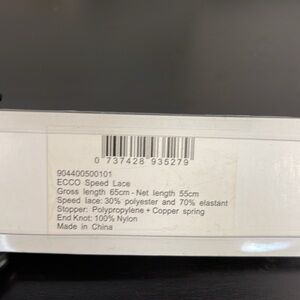 0 737428 935279
904400500101
ECCO Speed Lace
Gross length 65cm - Net length 55cm
Speed lace: 30% polyester and 70% elastant
Stopper: Polypropylene + Copper spring
End Knot: 100% Nylon
Made in China